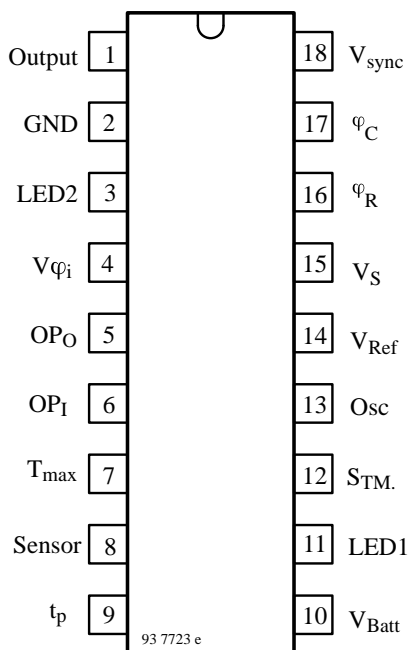 Output 1 18 Vsync
GND 2 17 φC
LED2 3 16 φR
Vφi 4 15 VS
OPO 5 14 VRef
OPI 6 13 Osc
Tmax 7 12 STM.
Sensor 8 11 LED1
tp 9 10 VBatt
93 7723 e